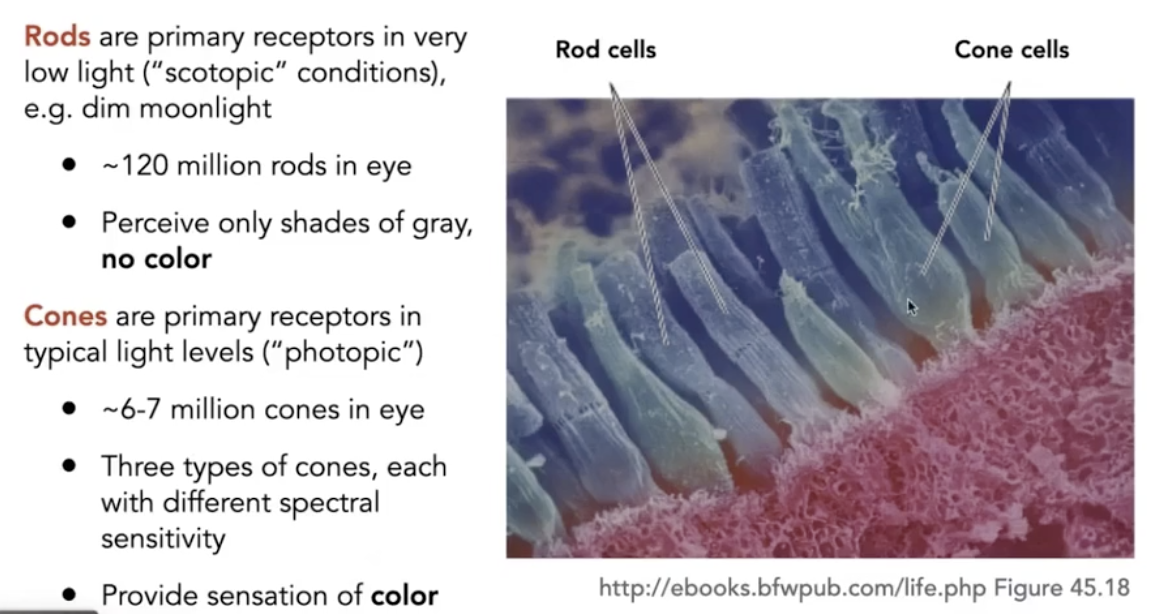 Rods are primary receptors in very
low light (“scotopic” conditions),
e.g. dim moonlight
● ~120 million rods in eye
● Perceive only shades of gray,
no color
Cones are primary receptors in
typical light levels (“photopic”)
● ~6-7 million cones in eye
● Three types of cones, each
with different spectral
sensitivity
● Provide sensation of color
Rod cells
Cone cells
http://ebooks.bfwpub.com/life.php Figure 45.18